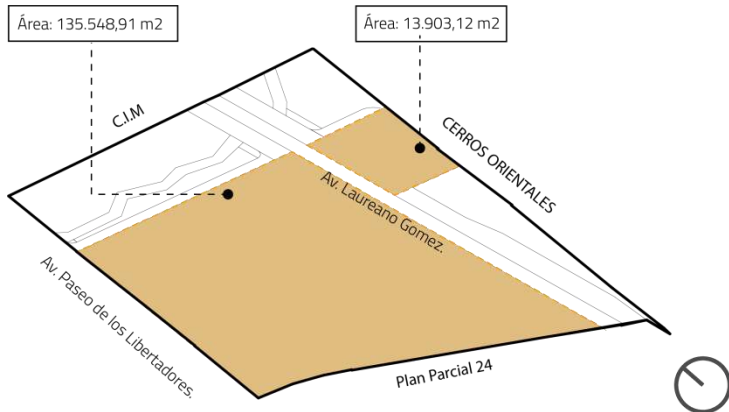 Área: 135.548,91 m2
Área: 13.903,12 m2
C.I.M
CERROS ORIENTALES
Av. Laureano Gomez.
Av. Paseo de los Libertadores.
Plan Parcial 24